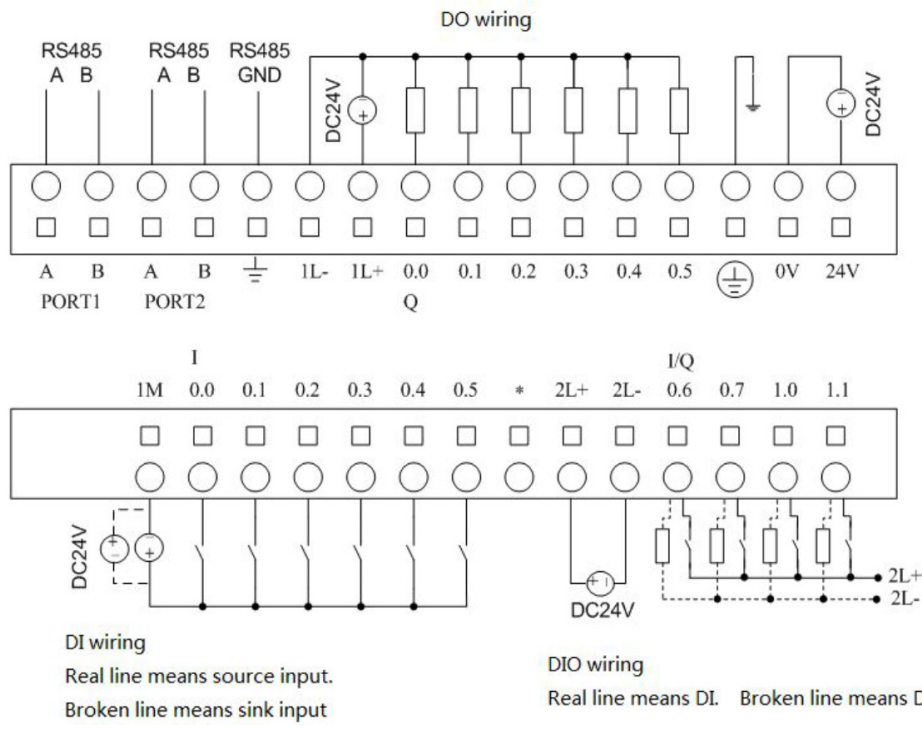 DO wiring
RS485 RS485 RS485
A B A B GND
DC24V
DC24V
A B A B 1L- 1L+ 0.0 0.1 0.2 0.3 0.4 0.5 0V 24V
PORT1 PORT2 Q
I I/Q
1M 0.0 0.1 0.2 0.3 0.4 0.5 * 2L+ 2L- 0.6 0.7 1.0 1.1
DC24V
DC24V
2L+
2L-
DI wiring
Real line means source input.
Broken line means sink input
DIO wiring
Real line means DI. Broken line means D